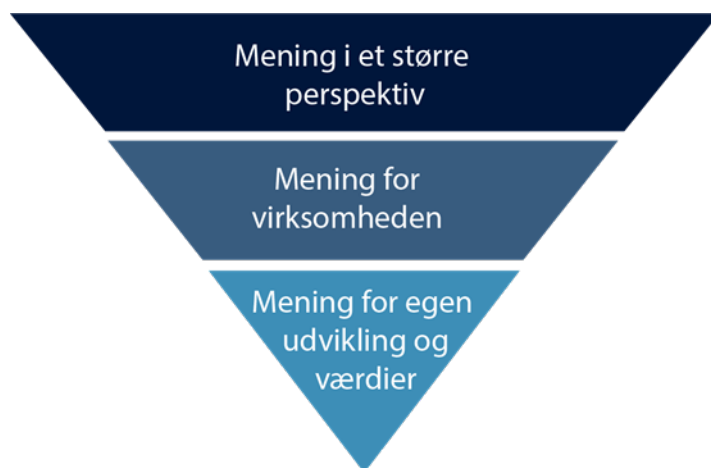 Mening i et større
perspektiv
Mening for
virksomheden
Mening for egen
udvikling og
værdier